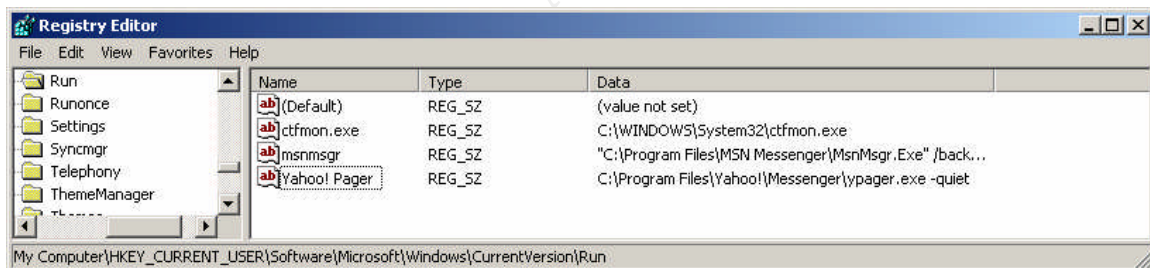 Registry Editor
File Edit View Favorites Help
Run
Runonce
Settings
Syncmgr
Telephony
ThemeManager
Name Type Data
(Default) REG_SZ (value not set)
ctfmon.exe REG_SZ C:\WINDOWS\System32\ctfmon.exe
msnmsgr REG_SZ "C:\Program Files\MSN Messenger\MsnMsgr.Exe" /back...
Yahoo! Pager REG_SZ C:\Program Files\Yahoo!\Messenger\ypager.exe -quiet
My Computer\HKEY_CURRENT_USER\Software\Microsoft\Windows\CurrentVersion\Run